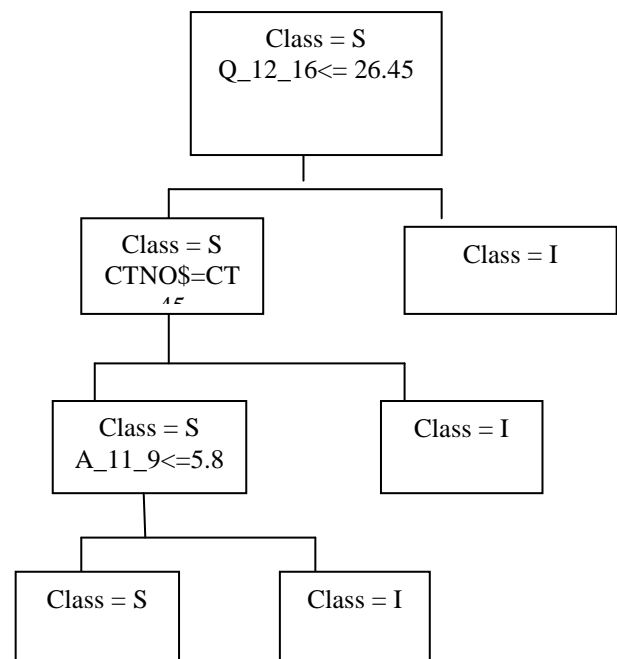 Class = S
Q_12_16<= 26.45
Class = S
CTNO$=CT
Class = I
Class = S
A_11_9<=5.8
Class = I
Class = S
Class = I